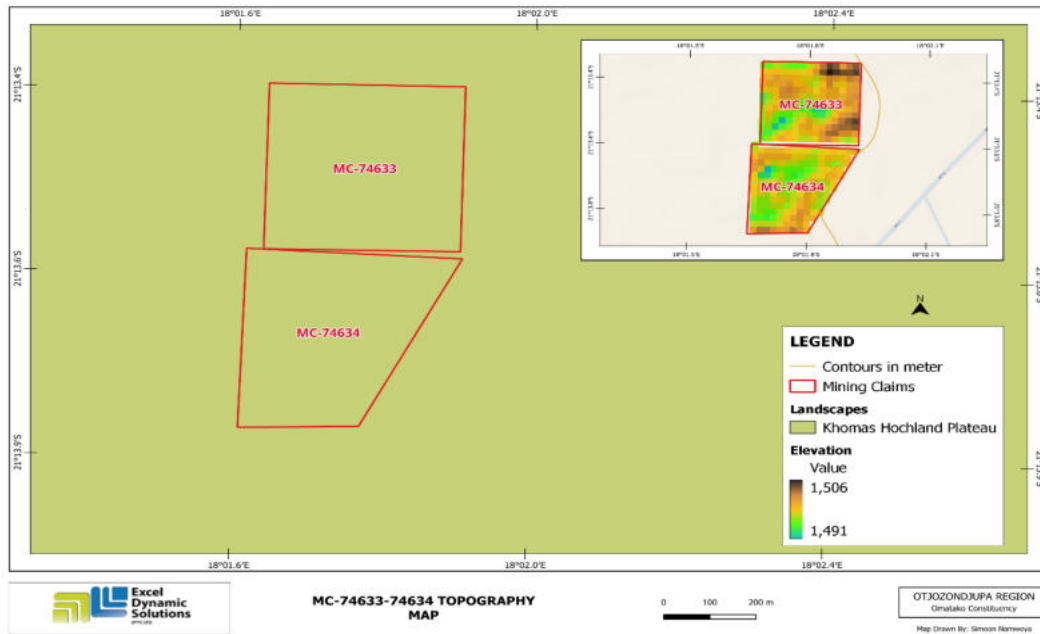 18°01.6'E 18°02.0'E 18°02.4'E
21°13.4'S
21°13.6'S
21°13.9'S
MC-74633
MC-74634
MC-74633
MC-74634
N
LEGEND
Contours in meter
Mining Claims
Landscapes
Khomas Hochland Plateau
Elevation
Value
1,506
1,491
18°01.6'E 18°02.0'E 18°02.4'E
Excel
Dynamic
Solutions
MC-74633-74634 TOPOGRAPHY
MAP
0 100 200 m
OTJOZONDJUPA REGION
Omatako Constituency
Map Drawn By: Simson Nomweya